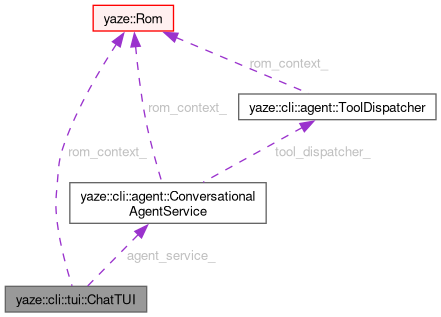 yaze::Rom
rom_context_
yaze::cli::agent::ToolDispatcher
rom_context_
rom_context_
tool_dispatcher_
yaze::cli::agent::Conversational
AgentService
agent_service_
yaze::cli::tui::ChatTUI